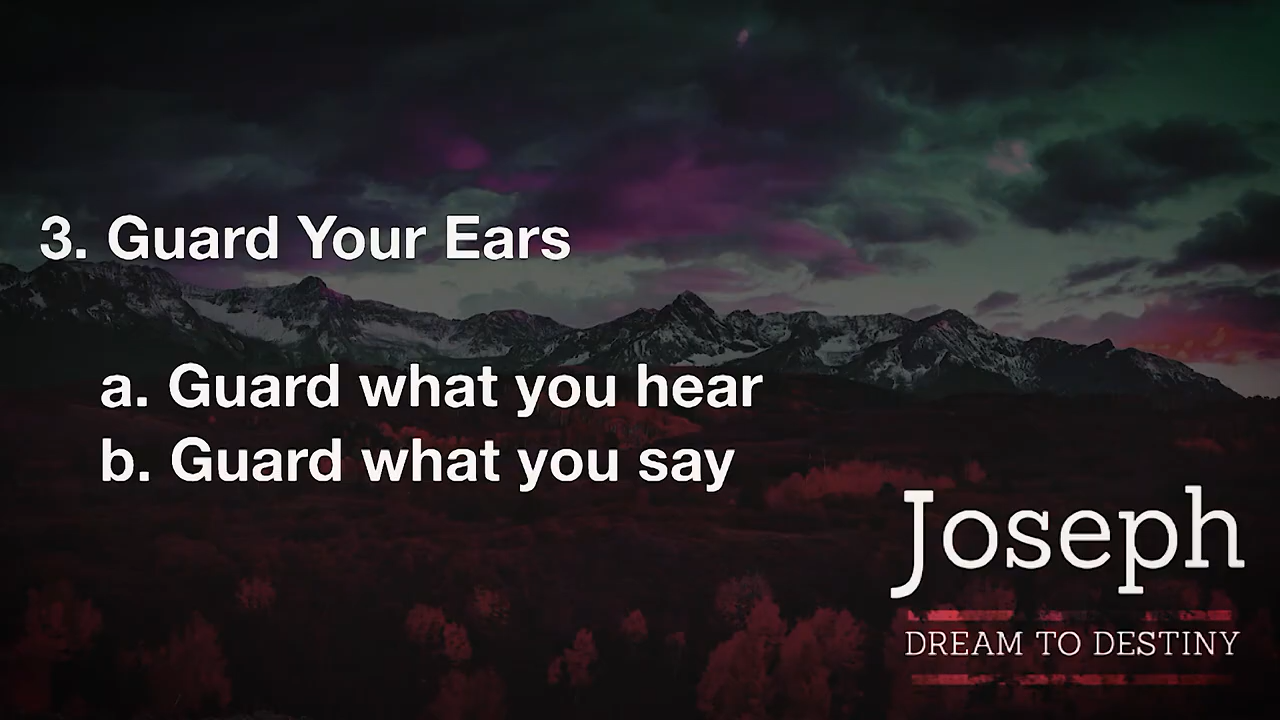 3. Guard Your Ears
a. Guard what you hear
b. Guard what you say
Joseph
DREAM TO DESTINY